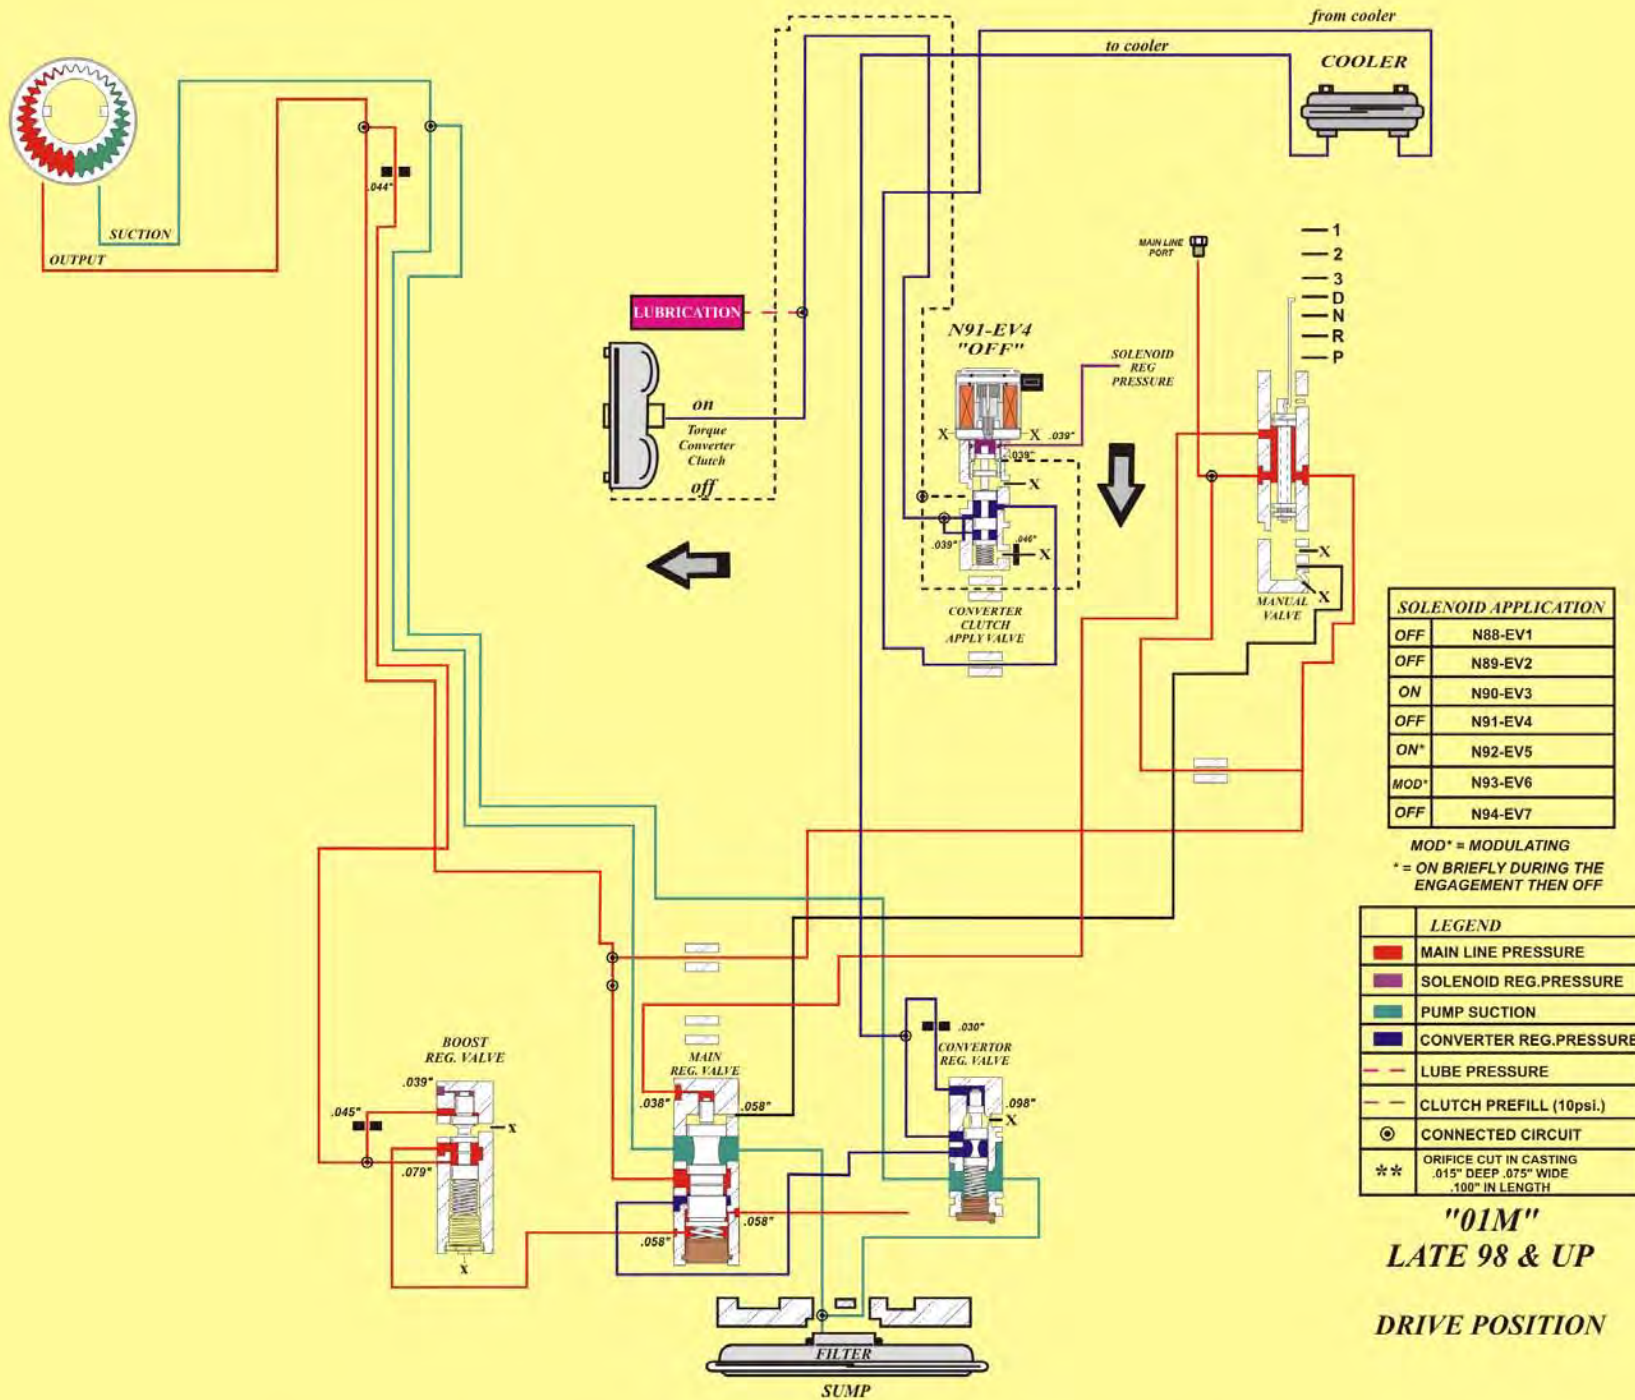 from cooler
to cooler
COOLER
.044"
SUCTION
OUTPUT
LUBRICATION
on
Torque
Converter
Clutch
off
N91-EV4
"OFF"
SOLENOID
REG
PRESSURE
X
X
.039"
.039"
X
.039"
.046"
X
CONVERTER
CLUTCH
APPLY VALVE
MAIN LINE
PORT
1
2
3
D
N
R
P
X
X
MANUAL
VALVE
SOLENOID APPLICATION
OFF N88-EV1
OFF N89-EV2
ON N90-EV3
OFF N91-EV4
ON* N92-EV5
MOD* N93-EV6
OFF N94-EV7
MOD* = MODULATING
* = ON BRIEFLY DURING THE
ENGAGEMENT THEN OFF
LEGEND
MAIN LINE PRESSURE
SOLENOID REG.PRESSURE
PUMP SUCTION
CONVERTER REG.PRESSURE
LUBE PRESSURE
CLUTCH PREFILL (10psi.)
CONNECTED CIRCUIT
** ORIFICE CUT IN CASTING
.015" DEEP .075" WIDE
.100" IN LENGTH
BOOST
REG. VALVE
.039"
.045"
x
.079"
x
MAIN
REG. VALVE
.038"
.058"
.058"
.058"
.030"
CONVERTOR
REG. VALVE
.098"
X
FILTER
SUMP
"01M"
LATE 98 & UP
DRIVE POSITION